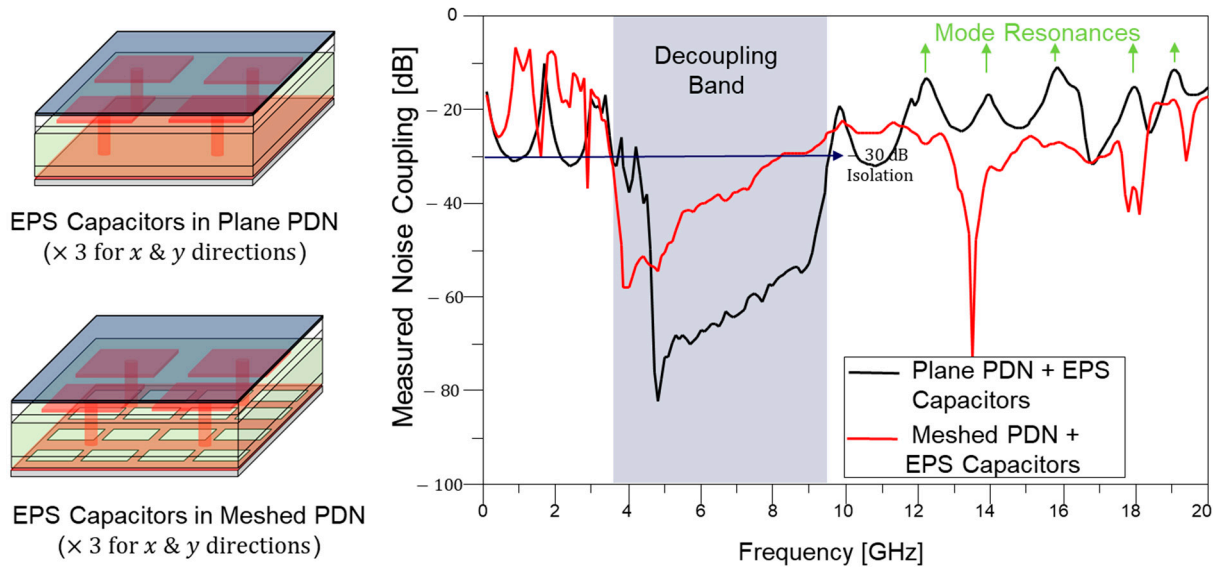 EPS Capacitors in Plane PDN
(× 3 for x & y directions)
EPS Capacitors in Meshed PDN
(× 3 for x & y directions)
Measured Noise Coupling [dB]
0
− 20
− 40
− 60
− 80
− 100
Decoupling
Band
Mode Resonances
− 30 dB
Isolation
Plane PDN + EPS
Capacitors
Meshed PDN +
EPS Capacitors
0 2 4 6 8 10 12 14 16 18 20
Frequency [GHz]